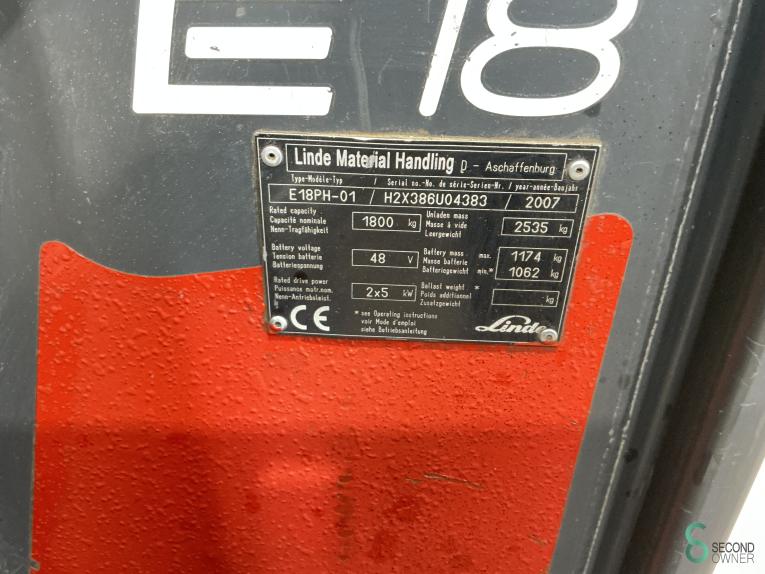 E18
Linde Material Handling D - Aschaffenburg
Type-Modèle-Typ / Serial no.-No. de série-Serien-Nr. / year-année-Baujahr
E18PH-01 / H2X386U04383 / 2007
Rated capacity
Capacité nominale
Nenn-Tragfähigkeit
1800 kg
Unladen mass
Masse à vide
Leergewicht
2535 kg
Battery voltage
Tension batterie
Batteriespannung
48 V
Battery mass max. 1174 kg
Masse batterie
Batteriegewicht min.* 1062 kg
Rated drive power
Puissance motr.nom.
Nenn-Antriebsleist.
2x5 kW
Ballast weight *
Poids additionnel
Zusatzgewicht
kg
CE
* see Operating instructions
voir Mode d'emploi
siehe Betriebsanleitung
Linde
SECOND
OWNER